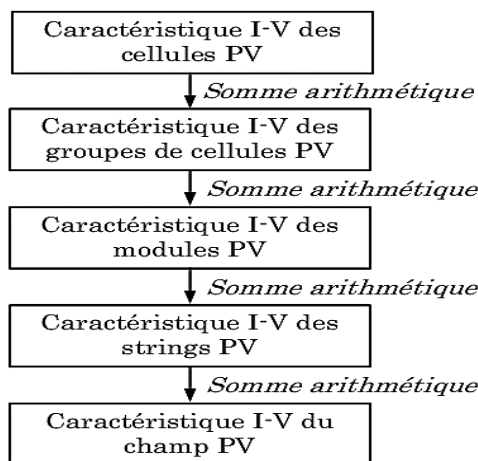 Caractéristique I-V des
cellules PV
Somme arithmétique
Caractéristique I-V des
groupes de cellules PV
Somme arithmétique
Caractéristique I-V des
modules PV
Somme arithmétique
Caractéristique I-V des
strings PV
Somme arithmétique
Caractéristique I-V du
champ PV